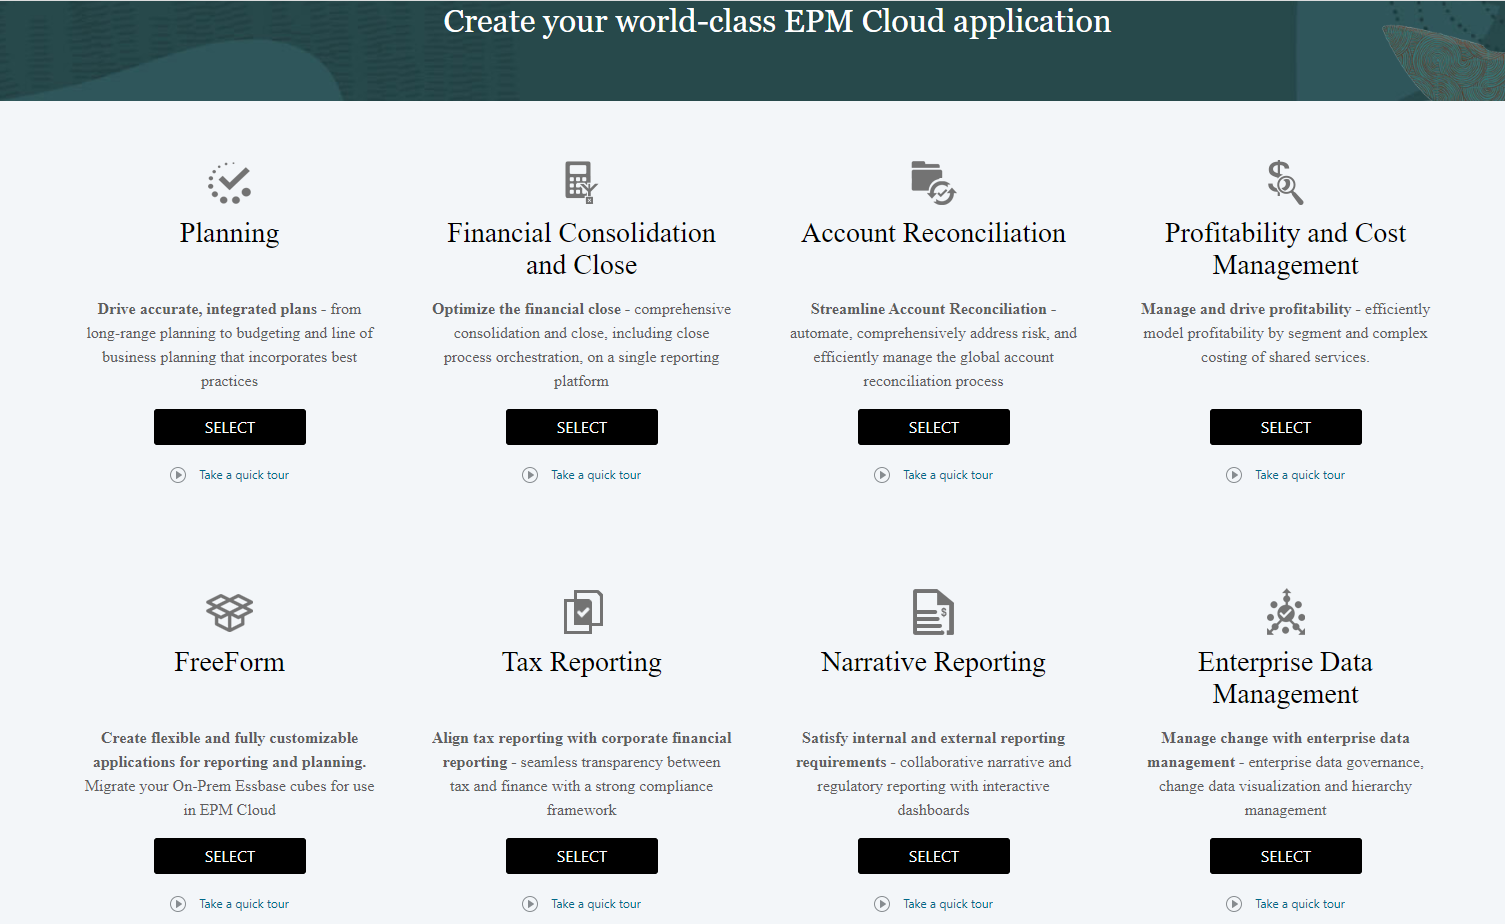 Create your world-class EPM Cloud application
Planning
Drive accurate, integrated plans - from
long-range planning to budgeting and line of
business planning that incorporates best
practices
SELECT
Take a quick tour
Financial Consolidation
and Close
Optimize the financial close - comprehensive
consolidation and close, including close
process orchestration, on a single reporting
platform
SELECT
Take a quick tour
Account Reconciliation
Streamline Account Reconciliation -
automate, comprehensively address risk, and
efficiently manage the global account
reconciliation process
SELECT
Take a quick tour
Profitability and Cost
Management
Manage and drive profitability - efficiently
model profitability by segment and complex
costing of shared services.
SELECT
Take a quick tour
FreeForm
Create flexible and fully customizable
applications for reporting and planning.
Migrate your On-Prem Essbase cubes for use
in EPM Cloud
SELECT
Take a quick tour
Tax Reporting
Align tax reporting with corporate financial
reporting - seamless transparency between
tax and finance with a strong compliance
framework
SELECT
Take a quick tour
Narrative Reporting
Satisfy internal and external reporting
requirements - collaborative narrative and
regulatory reporting with interactive
dashboards
SELECT
Take a quick tour
Enterprise Data
Management
Manage change with enterprise data
management - enterprise data governance,
change data visualization and hierarchy
management
SELECT
Take a quick tour